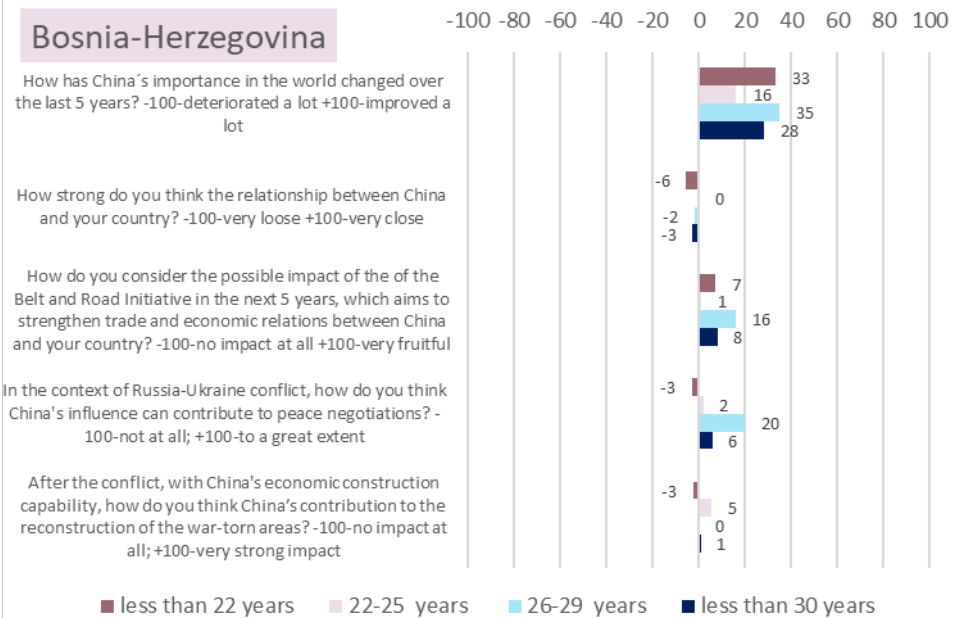 Bosnia-Herzegovina
-100 -80 -60 -40 -20 0 20 40 60 80 100
How has China´s importance in the world changed over
the last 5 years? -100-deteriorated a lot +100-improved a
lot
33
16
35
28
How strong do you think the relationship between China
and your country? -100-very loose +100-very close
-6
0
-2
-3
How do you consider the possible impact of the of the
Belt and Road Initiative in the next 5 years, which aims to
strengthen trade and economic relations between China
and your country? -100-no impact at all +100-very fruitful
7
1
16
8
In the context of Russia-Ukraine conflict, how do you think
China's influence can contribute to peace negotiations? -
100-not at all; +100-to a great extent
-3
2
20
6
After the conflict, with China's economic construction
capability, how do you think China’s contribution to the
reconstruction of the war-torn areas? -100-no impact at
all; +100-very strong impact
-3
5
0
1
less than 22 years 22-25 years 26-29 years less than 30 years